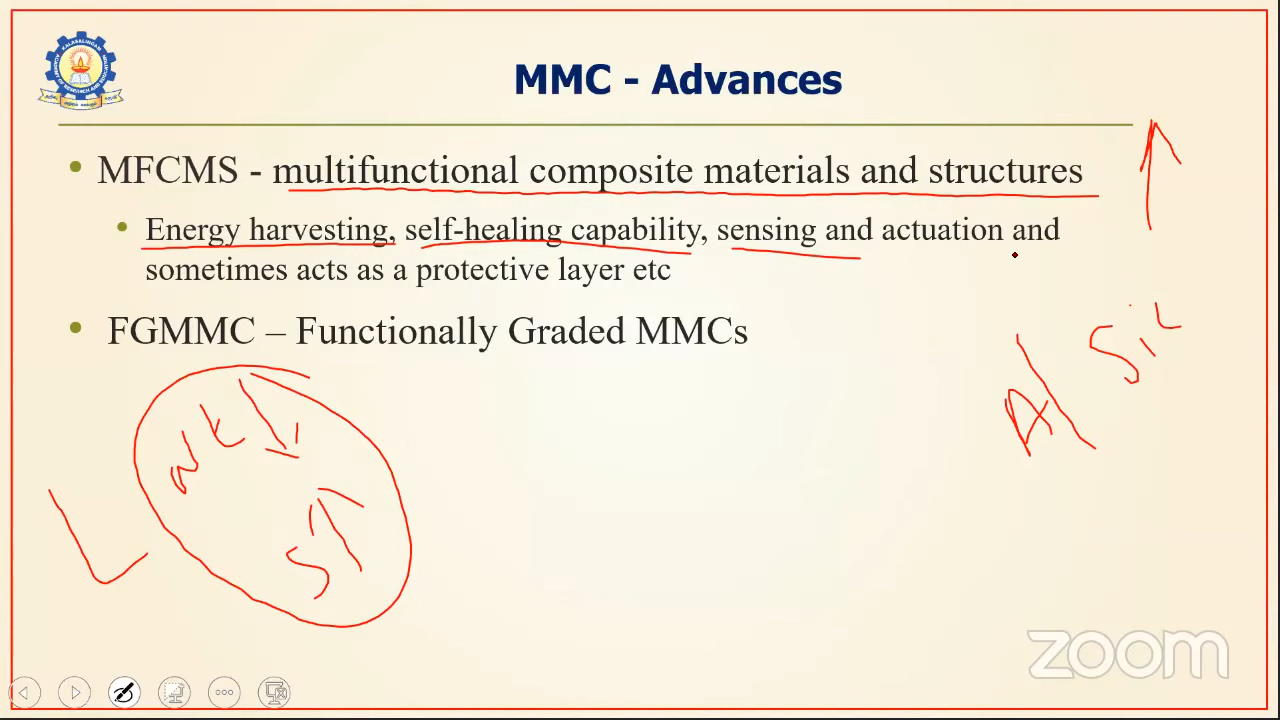 MMC - Advances
• MFCMS - multifunctional composite materials and structures
• Energy harvesting, self-healing capability, sensing and actuation and
sometimes acts as a protective layer etc
• FGMMC – Functionally Graded MMCs
Al SiC
wt ↓
S ↑
zoom